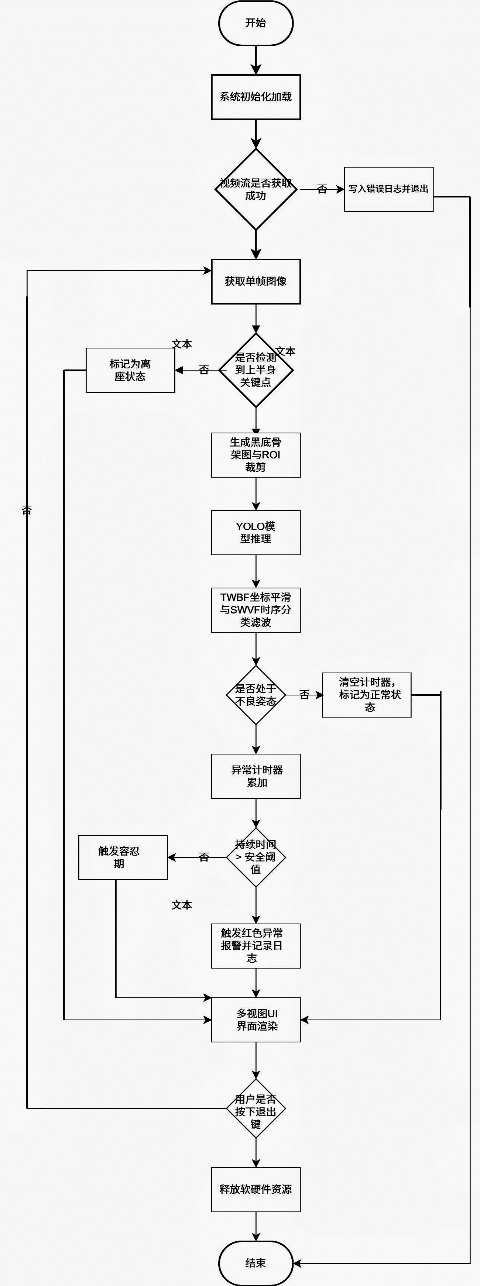 开始
系统初始化加载
视频流是否获取
成功
否
写入错误日志并退出
获取单帧图像
文本
文本
是否检测
到上半身
关键点
否
标记为离
座状态
生成黑底骨
架图与ROI
裁剪
否
YOLO模
型推理
TWBF坐标平滑
与SWVF时序分
类滤波
是否处于
不良姿态
否
清空计时器，
标记为正常状
态
异常计时器
累加
持续时间
> 安全阈
值
否
触发容忍
期
文本
触发红色异常
报警并记录日
志
多视图UI
界面渲染
用户是否
按下退出
键
释放软硬件资源
结束